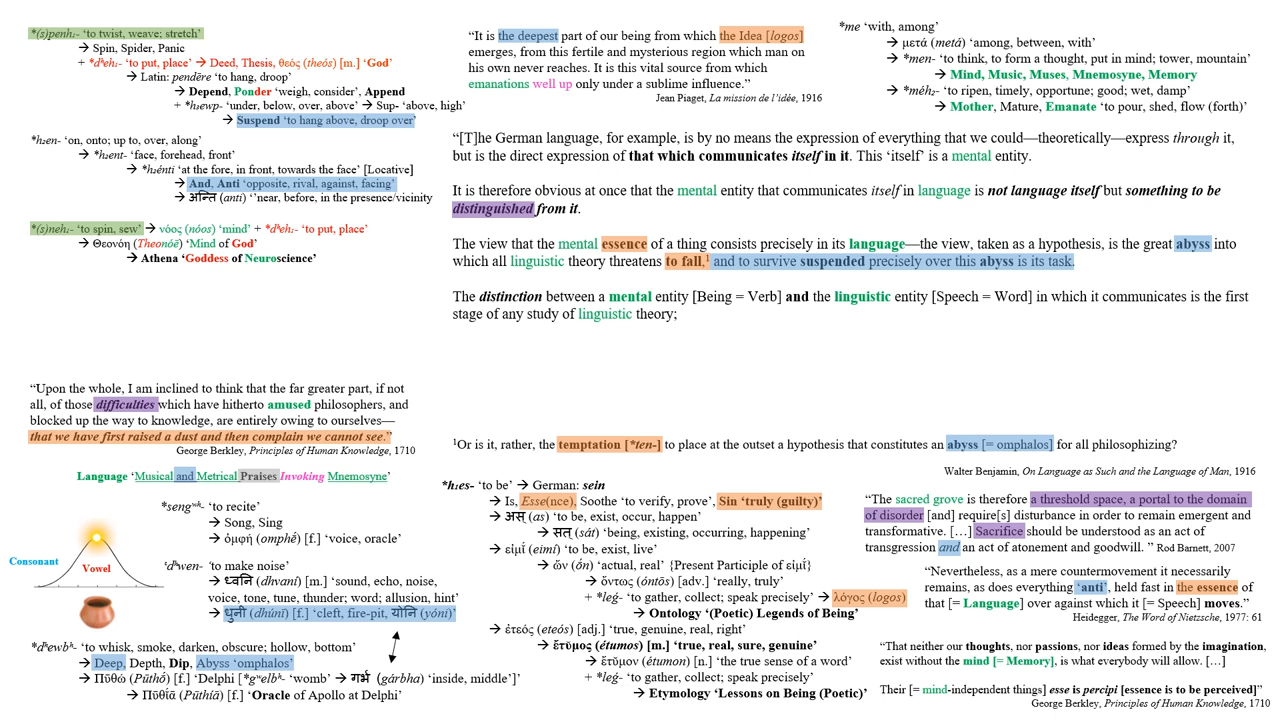 *(s)penh₁- ‘to twist, weave; stretch’
→ Spin, Spider, Panic
+ *dʰeh₁- ‘to put, place’ → Deed, Thesis, θεός (theós) [m.] ‘God’
→ Latin: pendēre ‘to hang, droop’
→ Depend, Ponder ‘weigh, consider’, Append
+ *h₂ewp- ‘under, below, over, above’ → Sup- ‘above, high’
→ Suspend ‘to hang above, droop over’
*h₂en- ‘on, onto; up to, over, along’
→ *h₂ent- ‘face, forehead, front’
→ *h₂énti ‘at the fore, in front, towards the face’ [Locative]
→ And, Anti ‘opposite, rival, against, facing’
→ अन्ति (anti) ‘’near, before, in the presence/vicinity
*(s)neh₁- ‘to spin, sew’ → νόος (nóos) ‘mind’ + *dʰeh₁- ‘to put, place’
→ Θεονόη (Theonóē) ‘Mind of God’
→ Athena ‘Goddess of Neuroscience’
“It is the deepest part of our being from which the Idea [logos]
emerges, from this fertile and mysterious region which man on
his own never reaches. It is this vital source from which
emanations well up only under a sublime influence.”
Jean Piaget, La mission de l’idée, 1916
*me ‘with, among’
→ μετά (metá) ‘among, between, with’
→ *men- ‘to think, to form a thought, put in mind; tower, mountain’
→ Mind, Music, Muses, Mnemosyne, Memory
→ *méh₂- ‘to ripen, timely, opportune; good; wet, damp’
→ Mother, Mature, Emanate ‘to pour, shed, flow (forth)’
“[T]he German language, for example, is by no means the expression of everything that we could—theoretically—express through it,
but is the direct expression of that which communicates itself in it. This ‘itself’ is a mental entity.
It is therefore obvious at once that the mental entity that communicates itself in language is not language itself but something to be
distinguished from it.
The view that the mental essence of a thing consists precisely in its language—the view, taken as a hypothesis, is the great abyss into
which all linguistic theory threatens to fall,¹ and to survive suspended precisely over this abyss is its task.
The distinction between a mental entity [Being = Verb] and the linguistic entity [Speech = Word] in which it communicates is the first
stage of any study of linguistic theory;
“Upon the whole, I am inclined to think that the far greater part, if not
all, of those difficulties which have hitherto amused philosophers, and
blocked up the way to knowledge, are entirely owing to ourselves—
that we have first raised a dust and then complain we cannot see.”
George Berkley, Principles of Human Knowledge, 1710
Language ‘Musical and Metrical Praises Invoking Mnemosyne’
*sengʷʰ- ‘to recite’
→ Song, Sing
→ ὀμφή (omphḗ) [f.] ‘voice, oracle’
Consonant
Vowel
*dʰwen- ‘to make noise’
→ ध्वनि (dhvaní) [m.] ‘sound, echo, noise,
voice, tone, tune, thunder; word; allusion, hint’
→ धुनी (dhúnī) [f.] ‘cleft, fire-pit, योनि (yóni)’
*dʰewbʰ- ‘to whisk, smoke, darken, obscure; hollow, bottom’
→ Deep, Depth, Dip, Abyss ‘omphalos’
→ Πῡθώ (Pūthṓ) [f.] ‘Delphi [*gʷelbʰ- ‘womb’ → गर्भ (gárbha) ‘inside, middle’]’
→ Πῡθίᾱ (Pūthíā) [f.] ‘Oracle of Apollo at Delphi’
¹Or is it, rather, the temptation [*ten-] to place at the outset a hypothesis that constitutes an abyss [= omphalos] for all philosophizing?
Walter Benjamin, On Language as Such and the Language of Man, 1916
*h₁es- ‘to be’ → German: sein
→ Is, Esse(nce), Soothe ‘to verify, prove’, Sin ‘truly (guilty)’
→ अस् (as) ‘to be, exist, occur, happen’
→ सत् (sát) ‘being, existing, occurring, happening’
→ εἰμῐ́ (eimí) ‘to be, exist, live’
→ ὤν (ṓn) ‘actual, real’ {Present Participle of εἰμῐ́}
→ ὄντως (óntōs) [adv.] ‘really, truly’
+ *leǵ- ‘to gather, collect; speak precisely’ → λόγος (logos)
→ Ontology ‘(Poetic) Legends of Being’
→ ἐτεός (eteós) [adj.] ‘true, genuine, real, right’
→ ἔτῠμος (étumos) [m.] ‘true, real, sure, genuine’
→ ἔτῠμον (étumon) [n.] ‘the true sense of a word’
+ *leǵ- ‘to gather, collect; speak precisely’
→ Etymology ‘Lessons on Being (Poetic)’
“The sacred grove is therefore a threshold space, a portal to the domain
of disorder [and] require[s] disturbance in order to remain emergent and
transformative. […] Sacrifice should be understood as an act of
transgression and an act of atonement and goodwill. ” Rod Barnett, 2007
“Nevertheless, as a mere countermovement it necessarily
remains, as does everything ‘anti’, held fast in the essence of
that [= Language] over against which it [= Speech] moves.”
Heidegger, The Word of Nietzsche, 1977: 61
“That neither our thoughts, nor passions, nor ideas formed by the imagination,
exist without the mind [= Memory], is what everybody will allow. […]
Their [= mind-independent things] esse is percipi [essence is to be perceived]”
George Berkley, Principles of Human Knowledge, 1710